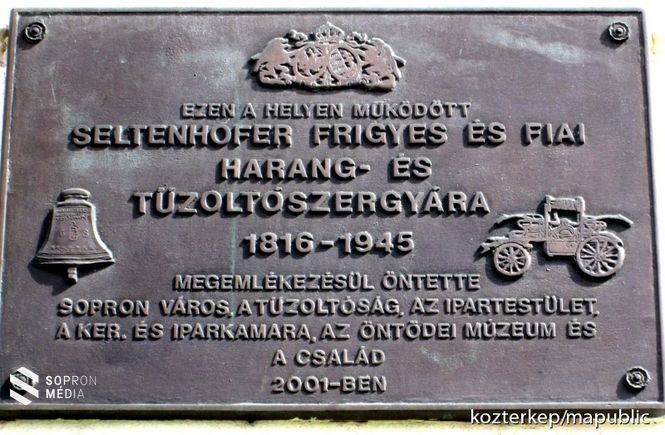 EZEN A HELYEN MŰKÖDÖTT
SELTENHOFER FRIGYES ÉS FIAI
HARANG- ÉS
TŰZOLTÓSZERGYÁRA
1816-1945
MEGEMLÉKEZÉSÜL ÖNTETTE
SOPRON VÁROS, A TŰZOLTÓSÁG, AZ IPARTESTÜLET,
A KER. ÉS IPARKAMARA, AZ ÖNTÖDEI MÚZEUM ÉS
A CSALÁD
2001-BEN
SOPRON
MÉDIA
kozterkep/mapublic